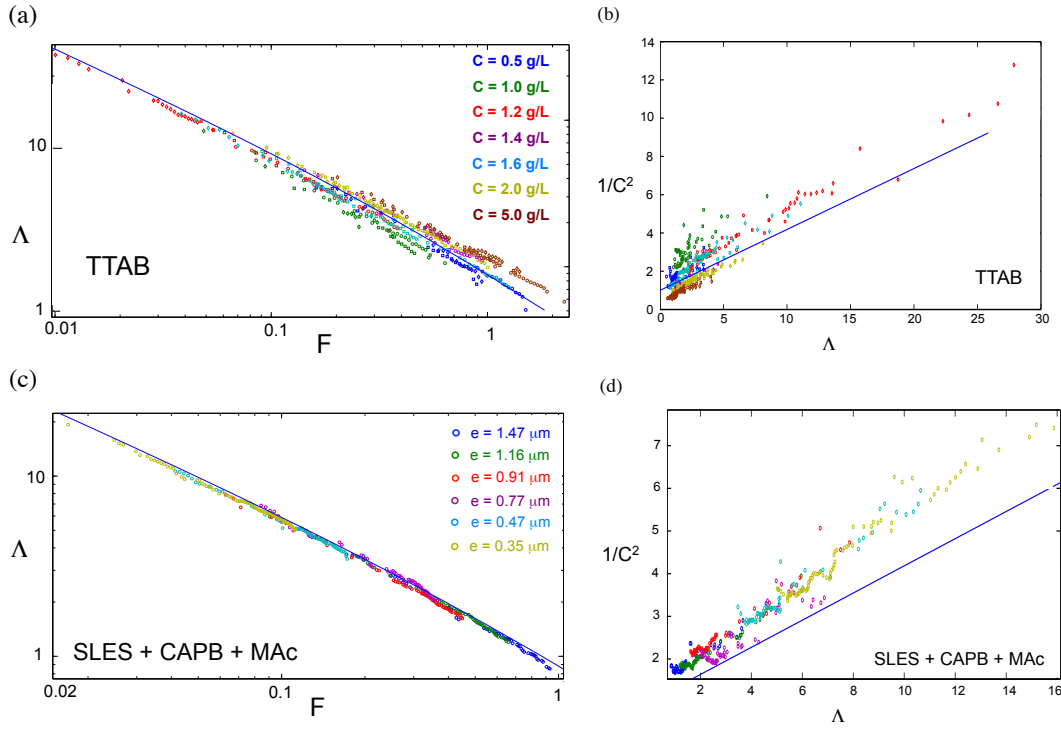 (a)
C = 0.5 g/L
C = 1.0 g/L
C = 1.2 g/L
C = 1.4 g/L
C = 1.6 g/L
C = 2.0 g/L
C = 5.0 g/L
10
Λ
TTAB
1
0.01
0.1
1
F
(b)
14
12
10
8
1/C²
6
4
2
0
TTAB
0
5
10
15
20
25
30
Λ
(c)
e = 1.47 μm
e = 1.16 μm
e = 0.91 μm
e = 0.77 μm
e = 0.47 μm
e = 0.35 μm
10
Λ
1
SLES + CAPB + MAc
0.02
0.1
1
F
(d)
7
6
5
1/C²
4
3
2
SLES + CAPB + MAc
2
4
6
8
10
12
14
16
Λ